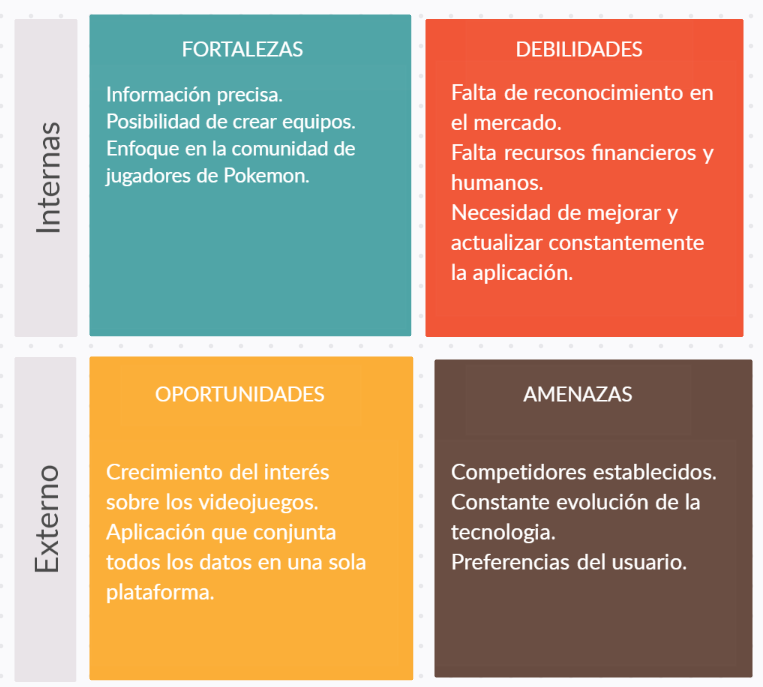 Internas
FORTALEZAS
Información precisa.
Posibilidad de crear equipos.
Enfoque en la comunidad de
jugadores de Pokemon.
DEBILIDADES
Falta de reconocimiento en
el mercado.
Falta recursos financieros y
humanos.
Necesidad de mejorar y
actualizar constantemente
la aplicación.
Externo
OPORTUNIDADES
Crecimiento del interés
sobre los videojuegos.
Aplicación que conjunta
todos los datos en una sola
plataforma.
AMENAZAS
Competidores establecidos.
Constante evolución de la
tecnologia.
Preferencias del usuario.